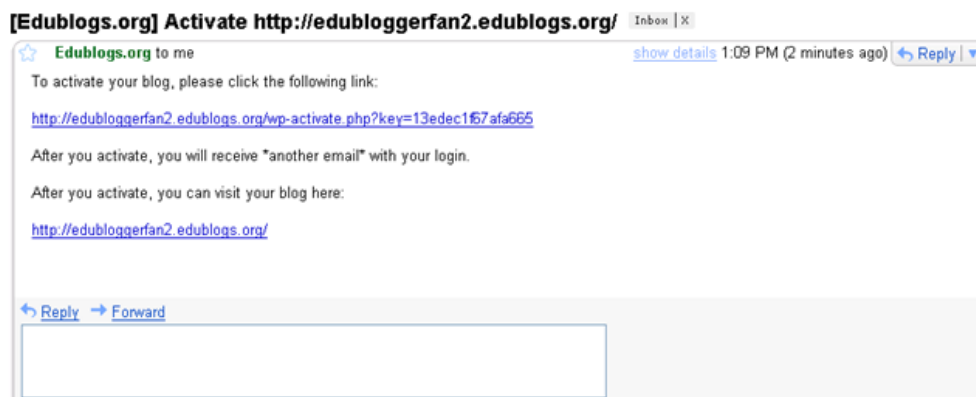 [Edublogs.org] Activate http://edubloggerfan2.edublogs.org/ Inbox | X
Edublogs.org to me show details 1:09 PM (2 minutes ago) Reply
To activate your blog, please click the following link:
http://edubloggerfan2.edublogs.org/wp-activate.php?key=13edec1f67afa665
After you activate, you will receive *another email* with your login.
After you activate, you can visit your blog here:
http://edubloggerfan2.edublogs.org/
Reply Forward